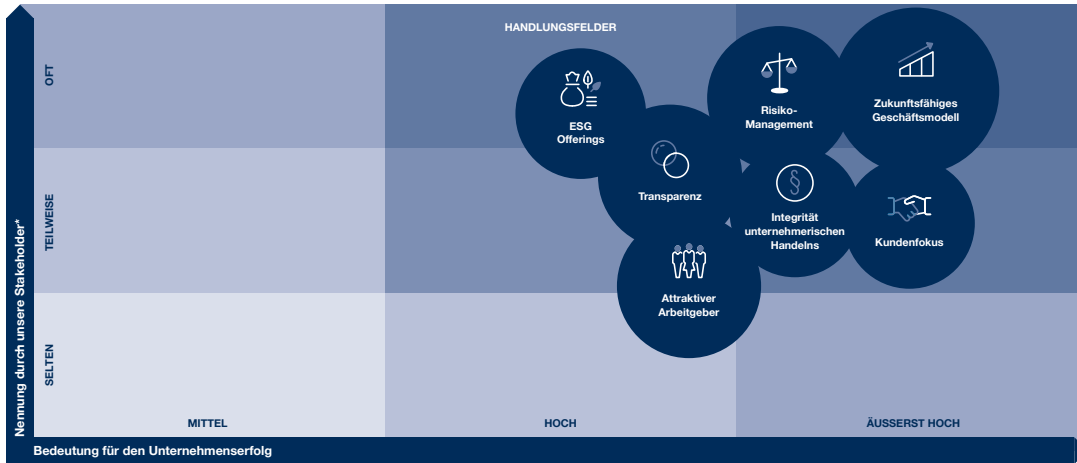 HANDLUNGSFELDER
OFT
ESG
Offerings
Risiko-
Management
Zukunftsfähiges
Geschäftsmodell
TEILWEISE
Transparenz
§
Integrität
unternehmerischen
Handelns
Kundenfokus
Attraktiver
Arbeitgeber
SELTEN
Nennung durch unsere Stakeholder*
MITTEL
HOCH
ÄUSSERST HOCH
Bedeutung für den Unternehmenserfolg